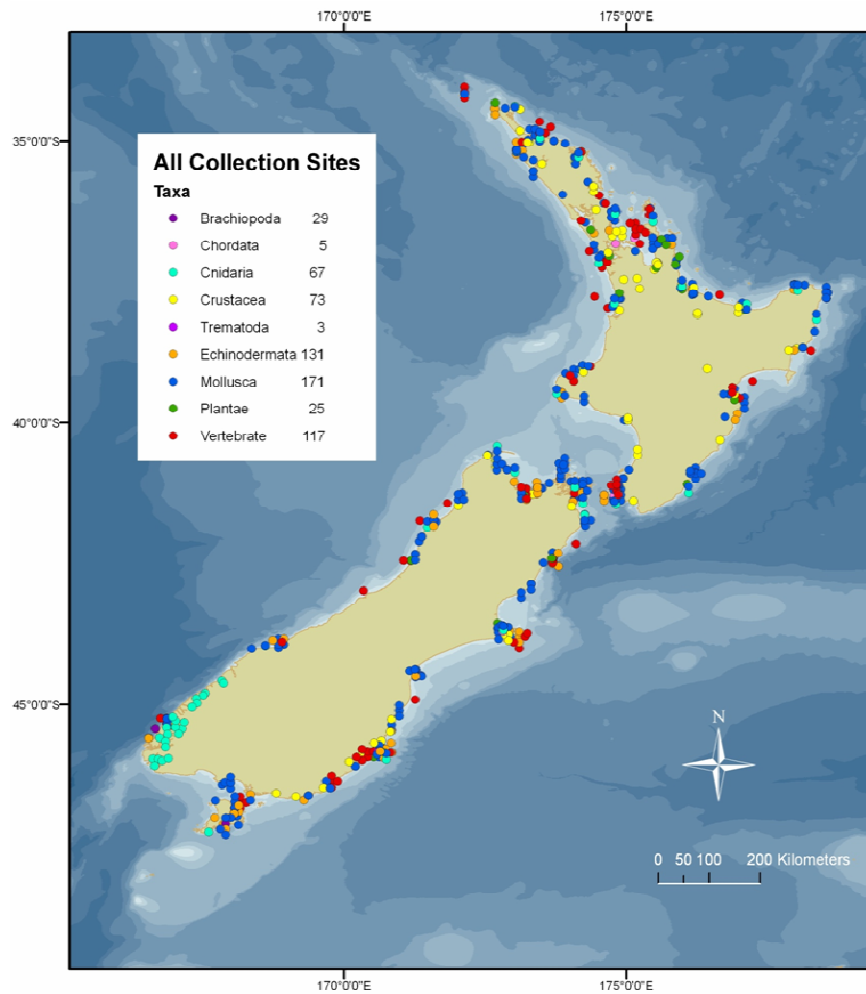 170°0'0"E 175°0'0"E
35°0'0"S
All Collection Sites
Taxa
Brachiopoda 29
Chordata 5
Cnidaria 67
Crustacea 73
Trematoda 3
Echinodermata 131
Mollusca 171
Plantae 25
Vertebrate 117
40°0'0"S
45°0'0"S
N
0 50 100 200 Kilometers
170°0'0"E 175°0'0"E